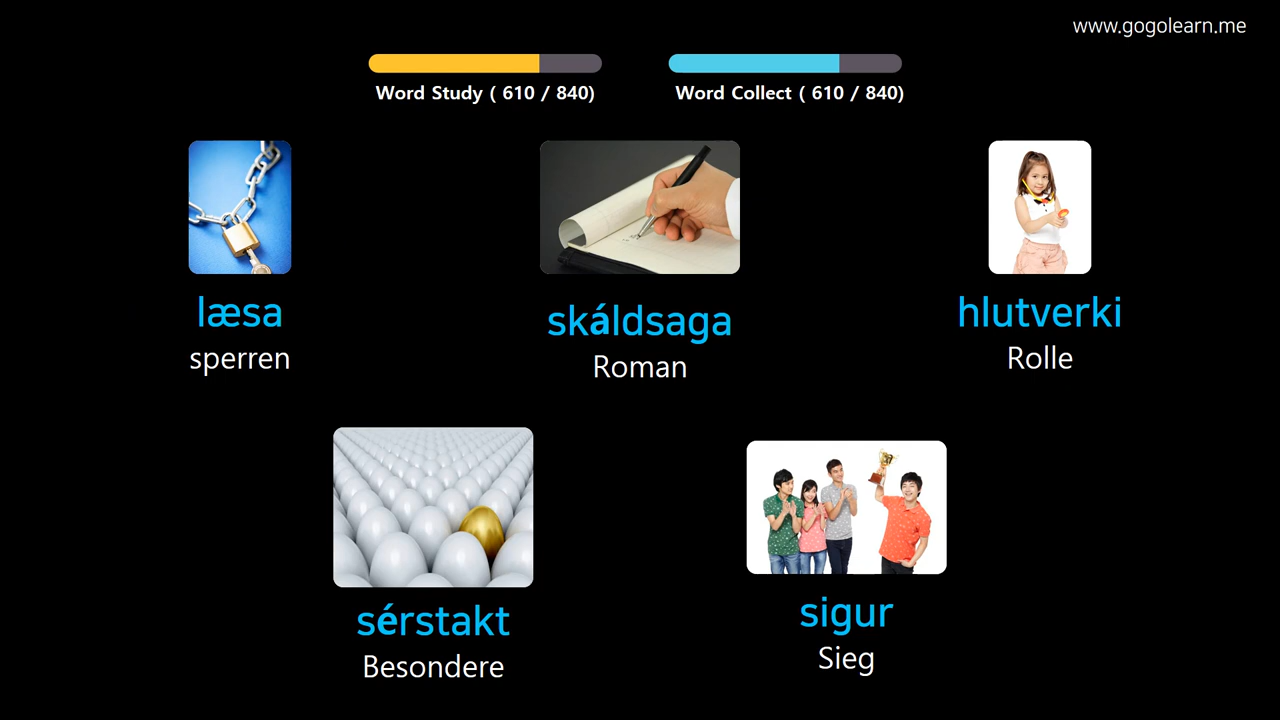 www.gogolearn.me
Word Study ( 610 / 840)
Word Collect ( 610 / 840)
læsa
sperren
skáldsaga
Roman
hlutverki
Rolle
sérstakt
Besondere
sigur
Sieg